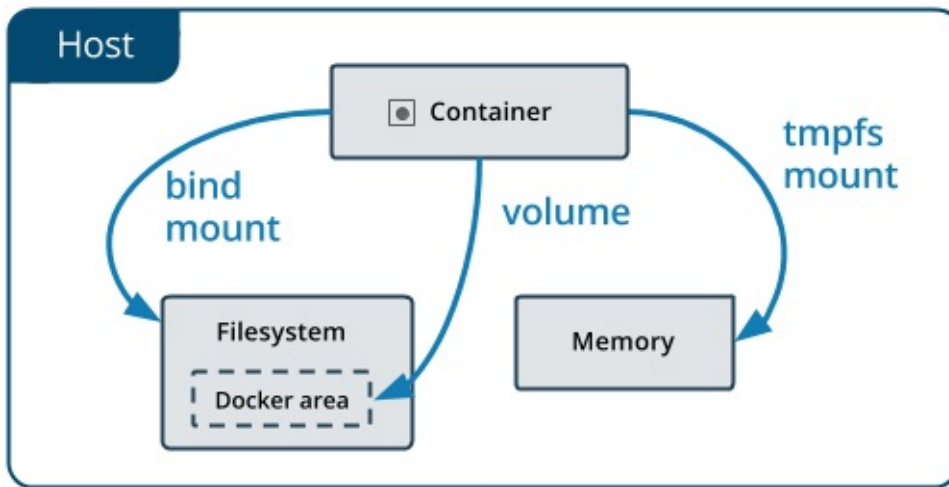 Host
Container
bind
mount
volume
tmpfs
mount
Filesystem
Docker area
Memory